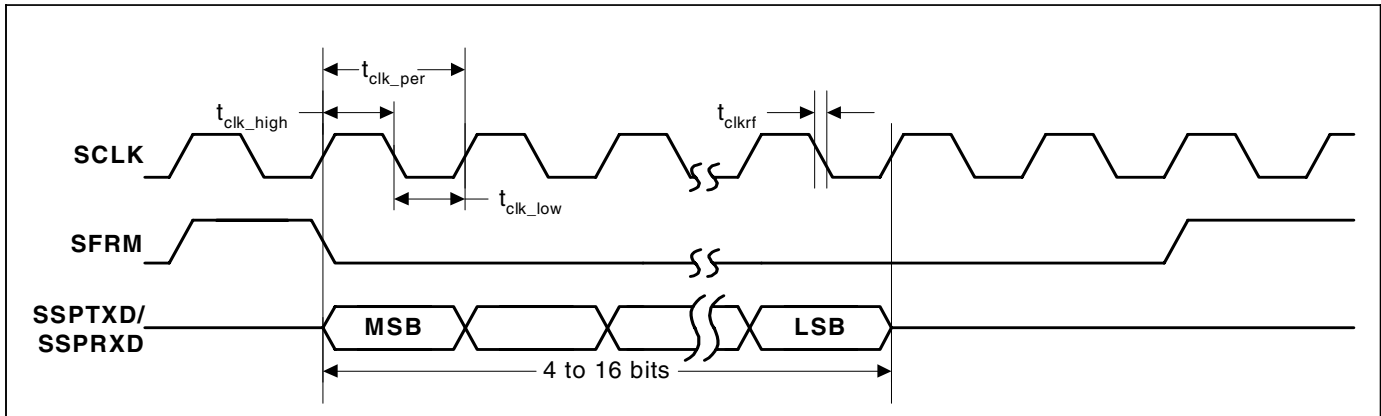 t_clk_per
t_clk_high
t_clkrf
SCLK
t_clk_low
SFRM
SSPTXD/
SSPRXD
MSB
LSB
4 to 16 bits